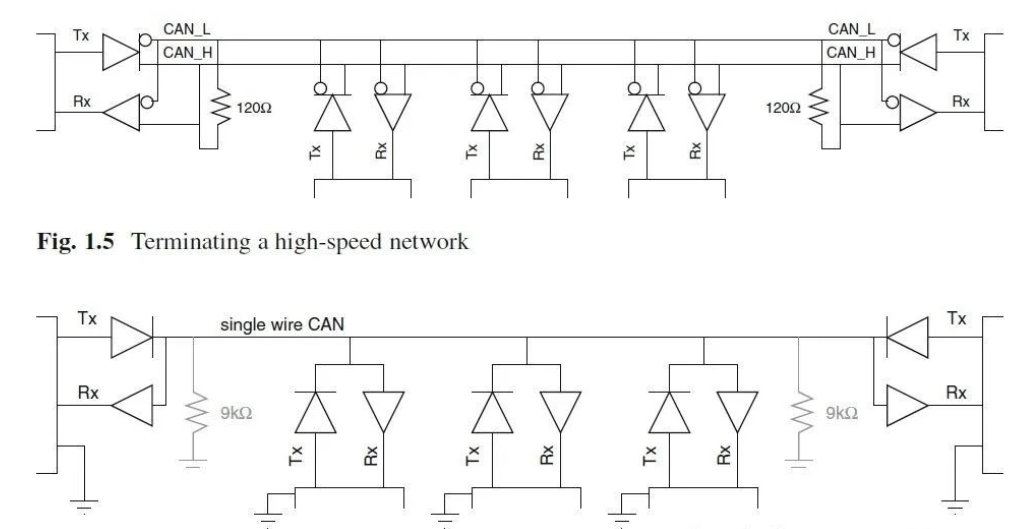 Tx CAN_L CAN_L Tx
CAN_H CAN_H
Rx 120Ω 120Ω Rx
Tx Rx Tx Rx Tx Rx
Fig. 1.5 Terminating a high-speed network
Tx single wire CAN Tx
Rx 9kΩ 9kΩ Rx
Tx Rx Tx Rx Tx Rx